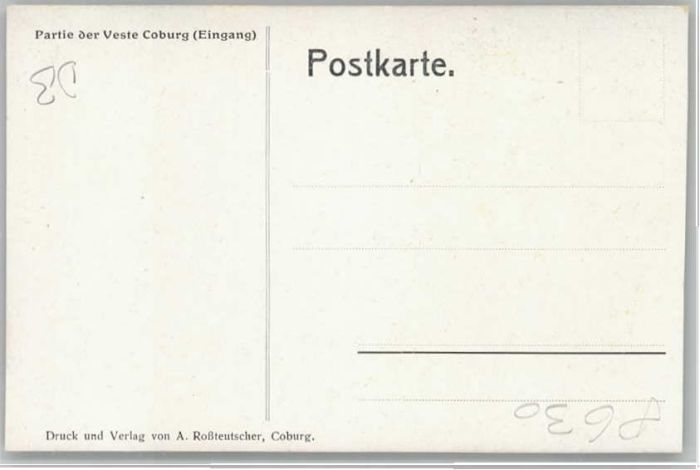 Partie der Veste Coburg (Eingang)
Postkarte.
Druck und Verlag von A. Roßteutscher, Coburg.